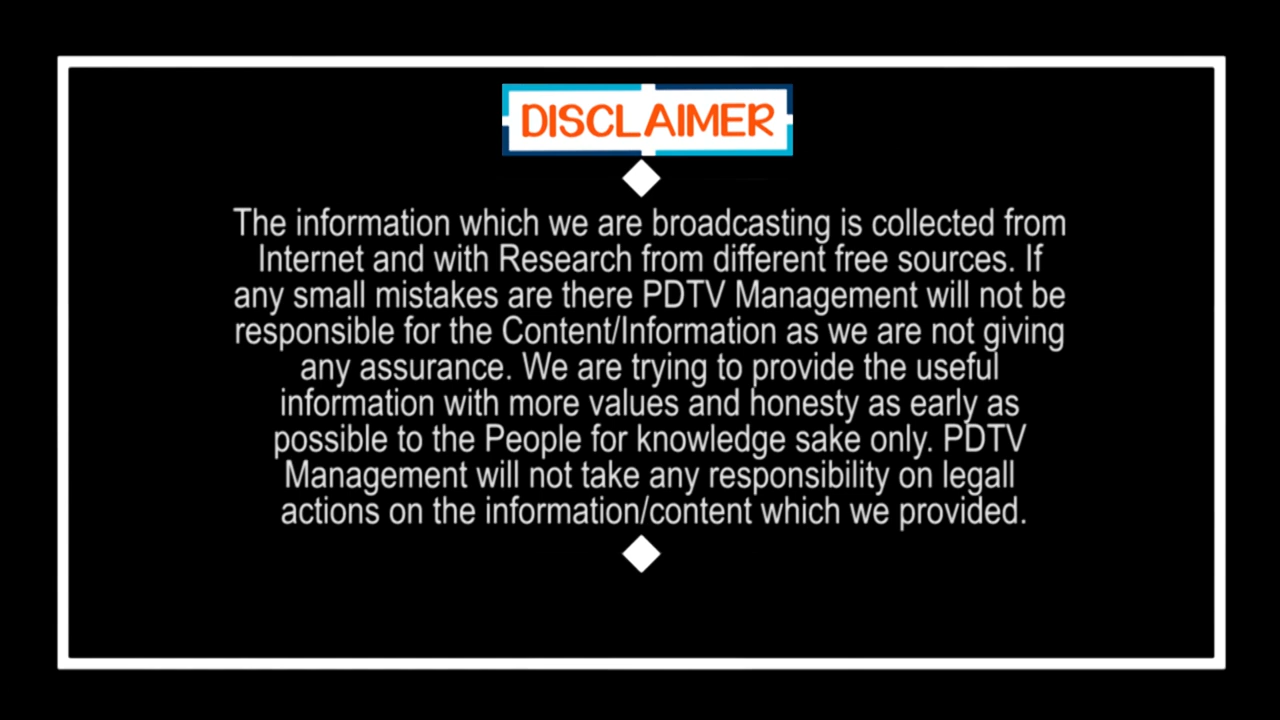 DISCLAIMER
The information which we are broadcasting is collected from
Internet and with Research from different free sources. If
any small mistakes are there PDTV Management will not be
responsible for the Content/Information as we are not giving
any assurance. We are trying to provide the useful
information with more values and honesty as early as
possible to the People for knowledge sake only. PDTV
Management will not take any responsibility on legall
actions on the information/content which we provided.